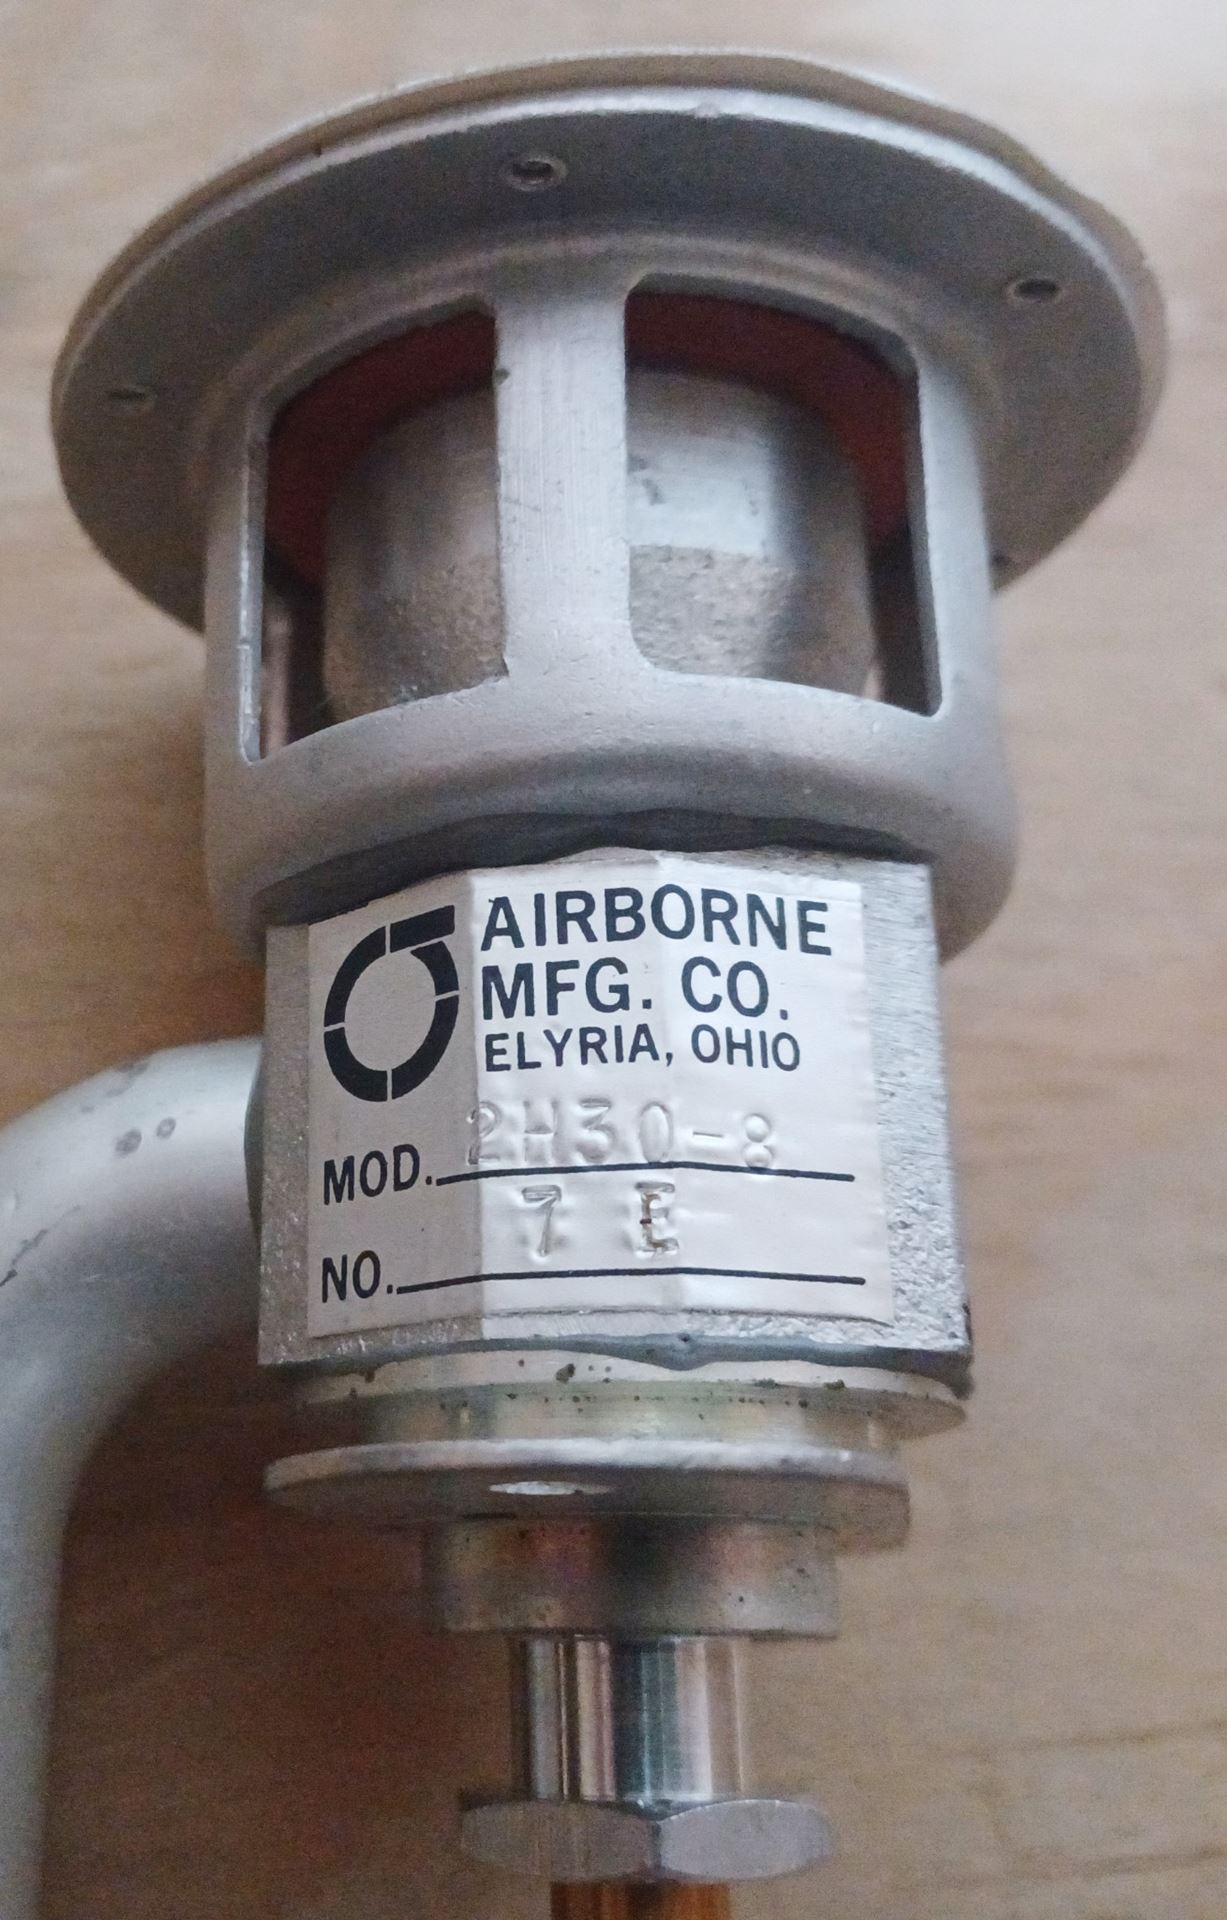 AIRBORNE
MFG. CO.
ELYRIA, OHIO
MOD. 2H30-8
NO. 7 E